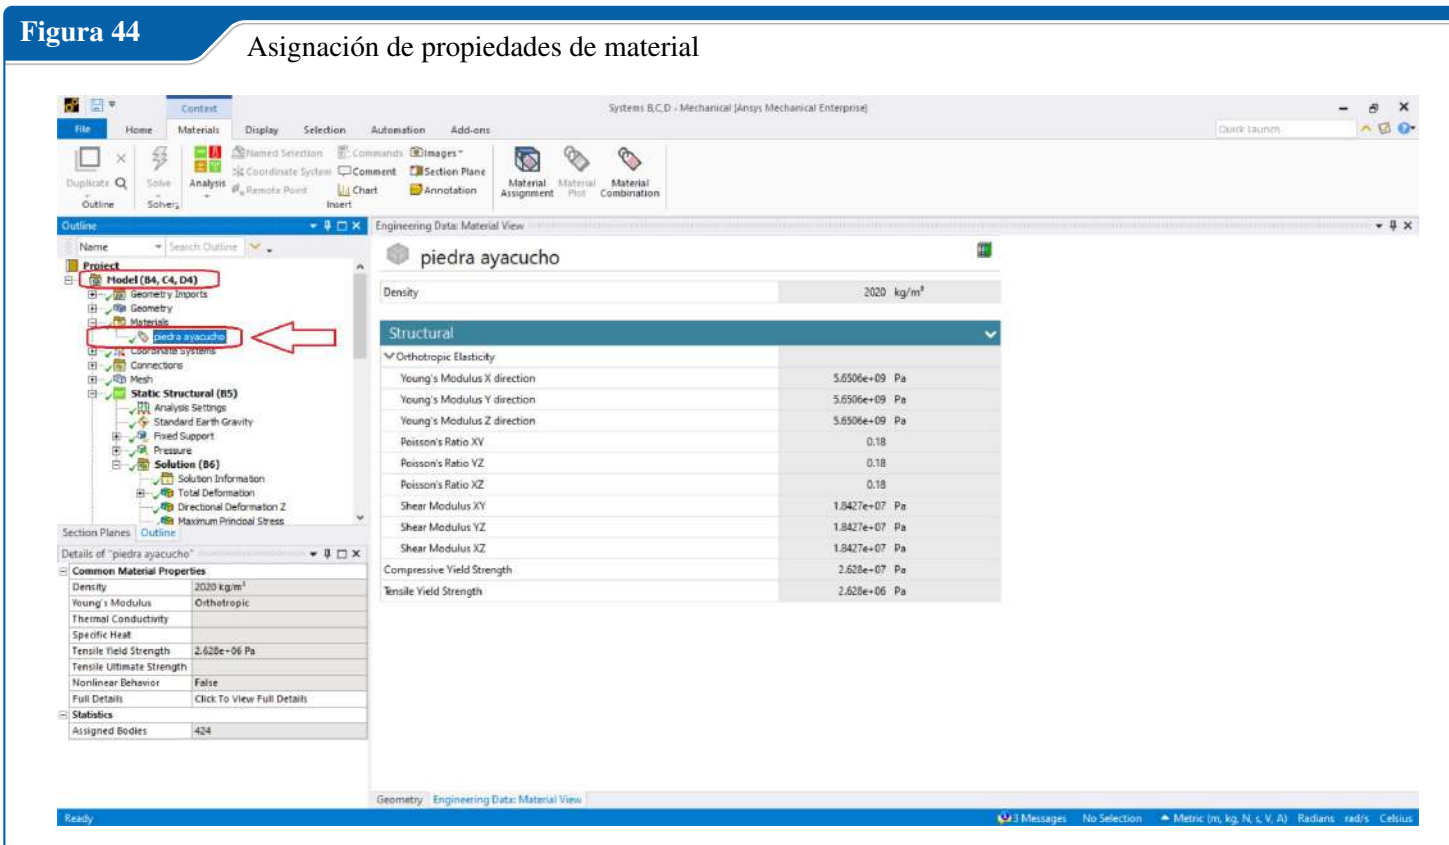 Figura 44
Asignación de propiedades de material
Context
Systems B,C,D - Mechanical [Ansys Mechanical Enterprise]
File Home Materials Display Selection Automation Add-ons
Quick Launch
Duplicate
Outline
Solve
Solvers
Analysis
Named Selection
Coordinate System
Remote Point
Commands
Comment
Chart
Images
Section Plane
Annotation
Insert
Material Assignment
Material Plot
Material Combination
Outline
Name
Search Outline
Project
Model (B4, C4, D4)
Geometry Imports
Geometry
Materials
piedra ayacucho
Coordinate Systems
Connections
Mesh
Static Structural (B5)
Analysis Settings
Standard Earth Gravity
Fixed Support
Pressure
Solution (B6)
Solution Information
Total Deformation
Directional Deformation Z
Maximum Principal Stress
Section Planes Outline
Details of "piedra ayacucho"
Common Material Properties
Density 2020 kg/m³
Young's Modulus Orthotropic
Thermal Conductivity
Specific Heat
Tensile Yield Strength 2.628e+06 Pa
Tensile Ultimate Strength
Nonlinear Behavior False
Full Details Click To View Full Details
Statistics
Assigned Bodies 424
Engineering Data: Material View
piedra ayacucho
Density 2020 kg/m³
Structural
Orthotropic Elasticity
Young's Modulus X direction 5.6506e+09 Pa
Young's Modulus Y direction 5.6506e+09 Pa
Young's Modulus Z direction 5.6506e+09 Pa
Poisson's Ratio XY 0.18
Poisson's Ratio YZ 0.18
Poisson's Ratio XZ 0.18
Shear Modulus XY 1.8427e+07 Pa
Shear Modulus YZ 1.8427e+07 Pa
Shear Modulus XZ 1.8427e+07 Pa
Compressive Yield Strength 2.628e+07 Pa
Tensile Yield Strength 2.628e+06 Pa
Geometry Engineering Data: Material View
Ready
3 Messages No Selection Metric (m, kg, N, s, V, A) Radians rad/s Celsius